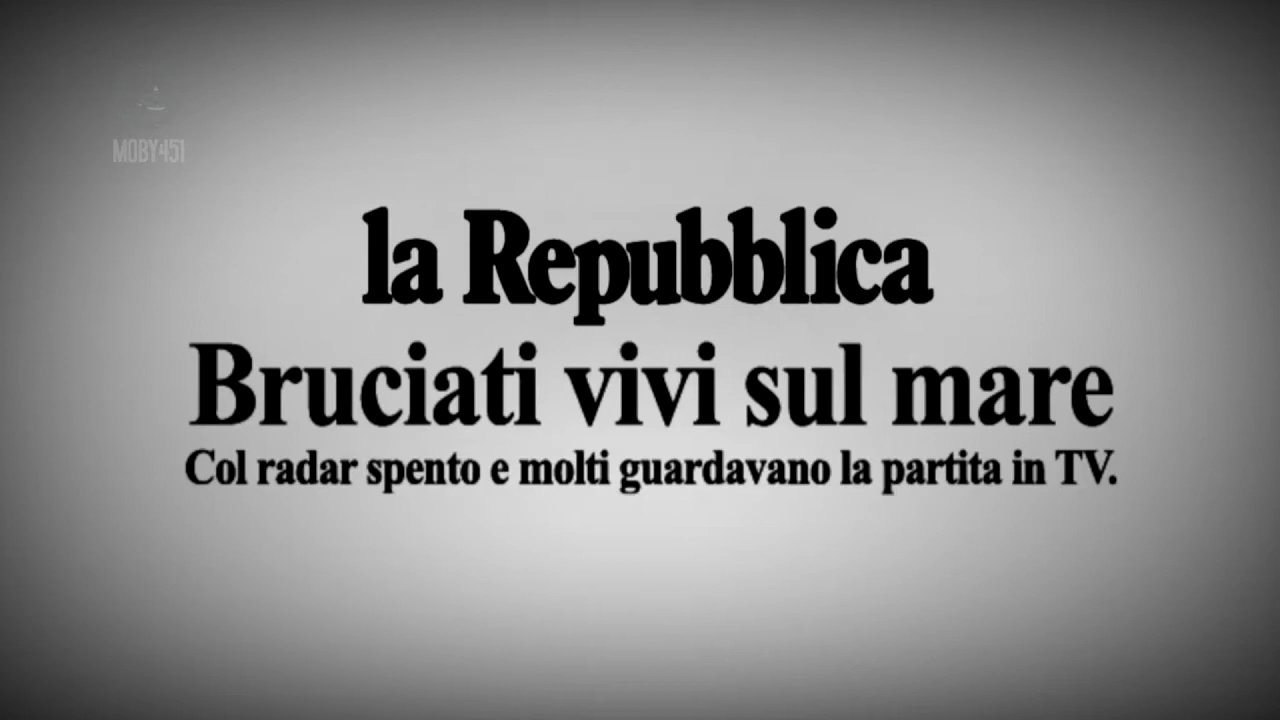 MOBY451
la Repubblica
Bruciati vivi sul mare
Col radar spento e molti guardavano la partita in TV.